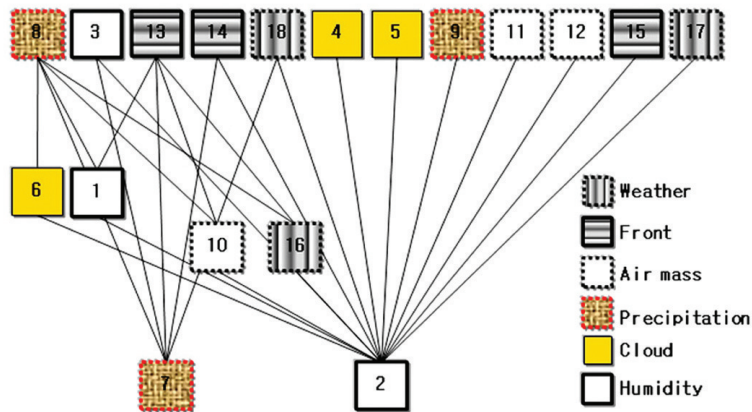 8 3 13 14 18 4 5 9 11 12 15 17
6 1
10 16
7 2
Weather
Front
Air mass
Precipitation
Cloud
Humidity